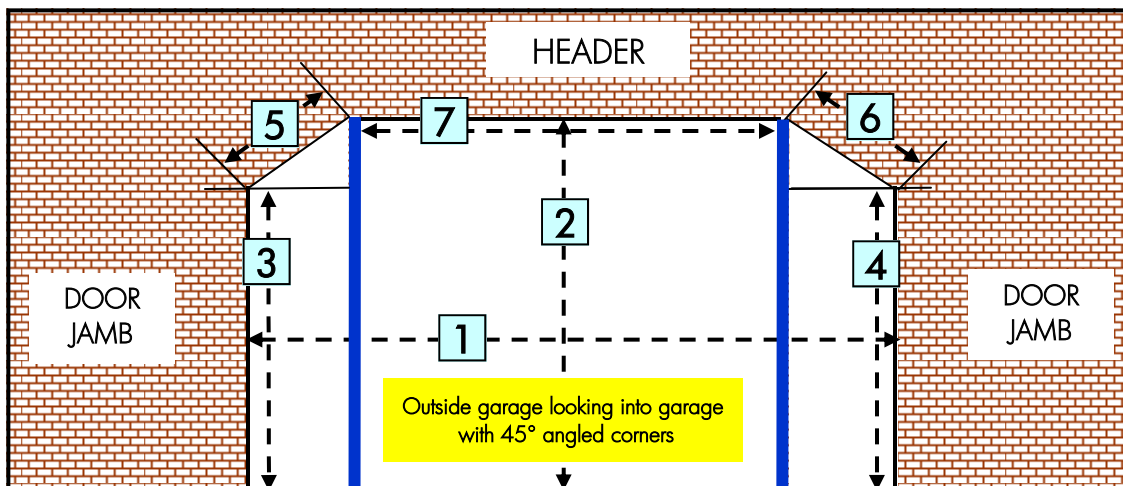 HEADER
5
7
6
2
3
4
DOOR
JAMB
DOOR
JAMB
1
Outside garage looking into garage
with 45° angled corners